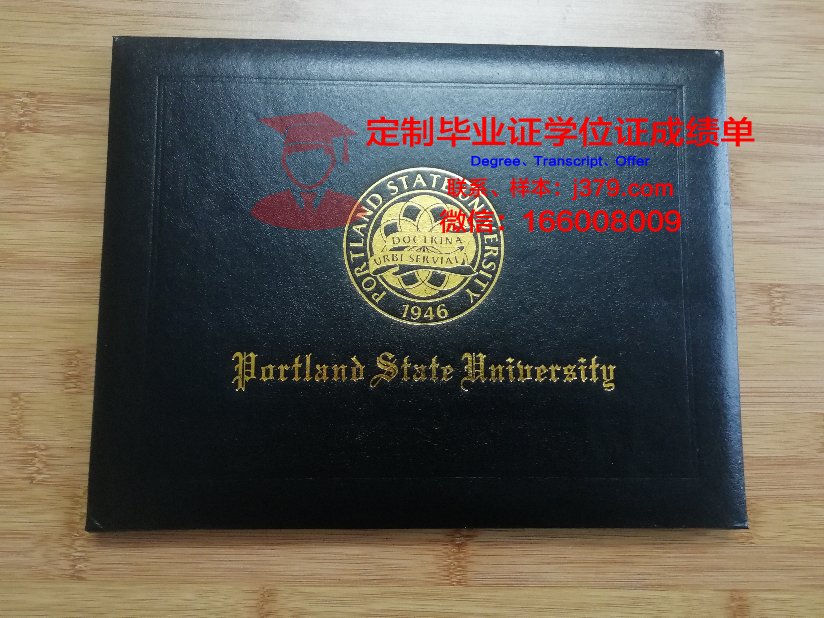 定制毕业证学位证成绩单
Degree、Transcript、Offer
联系、样本：j379.com
微信：166008009
PORTLAND STATE UNIVERSITY
DOCTRINA
URBI SERVIAT
1946
Portland State University